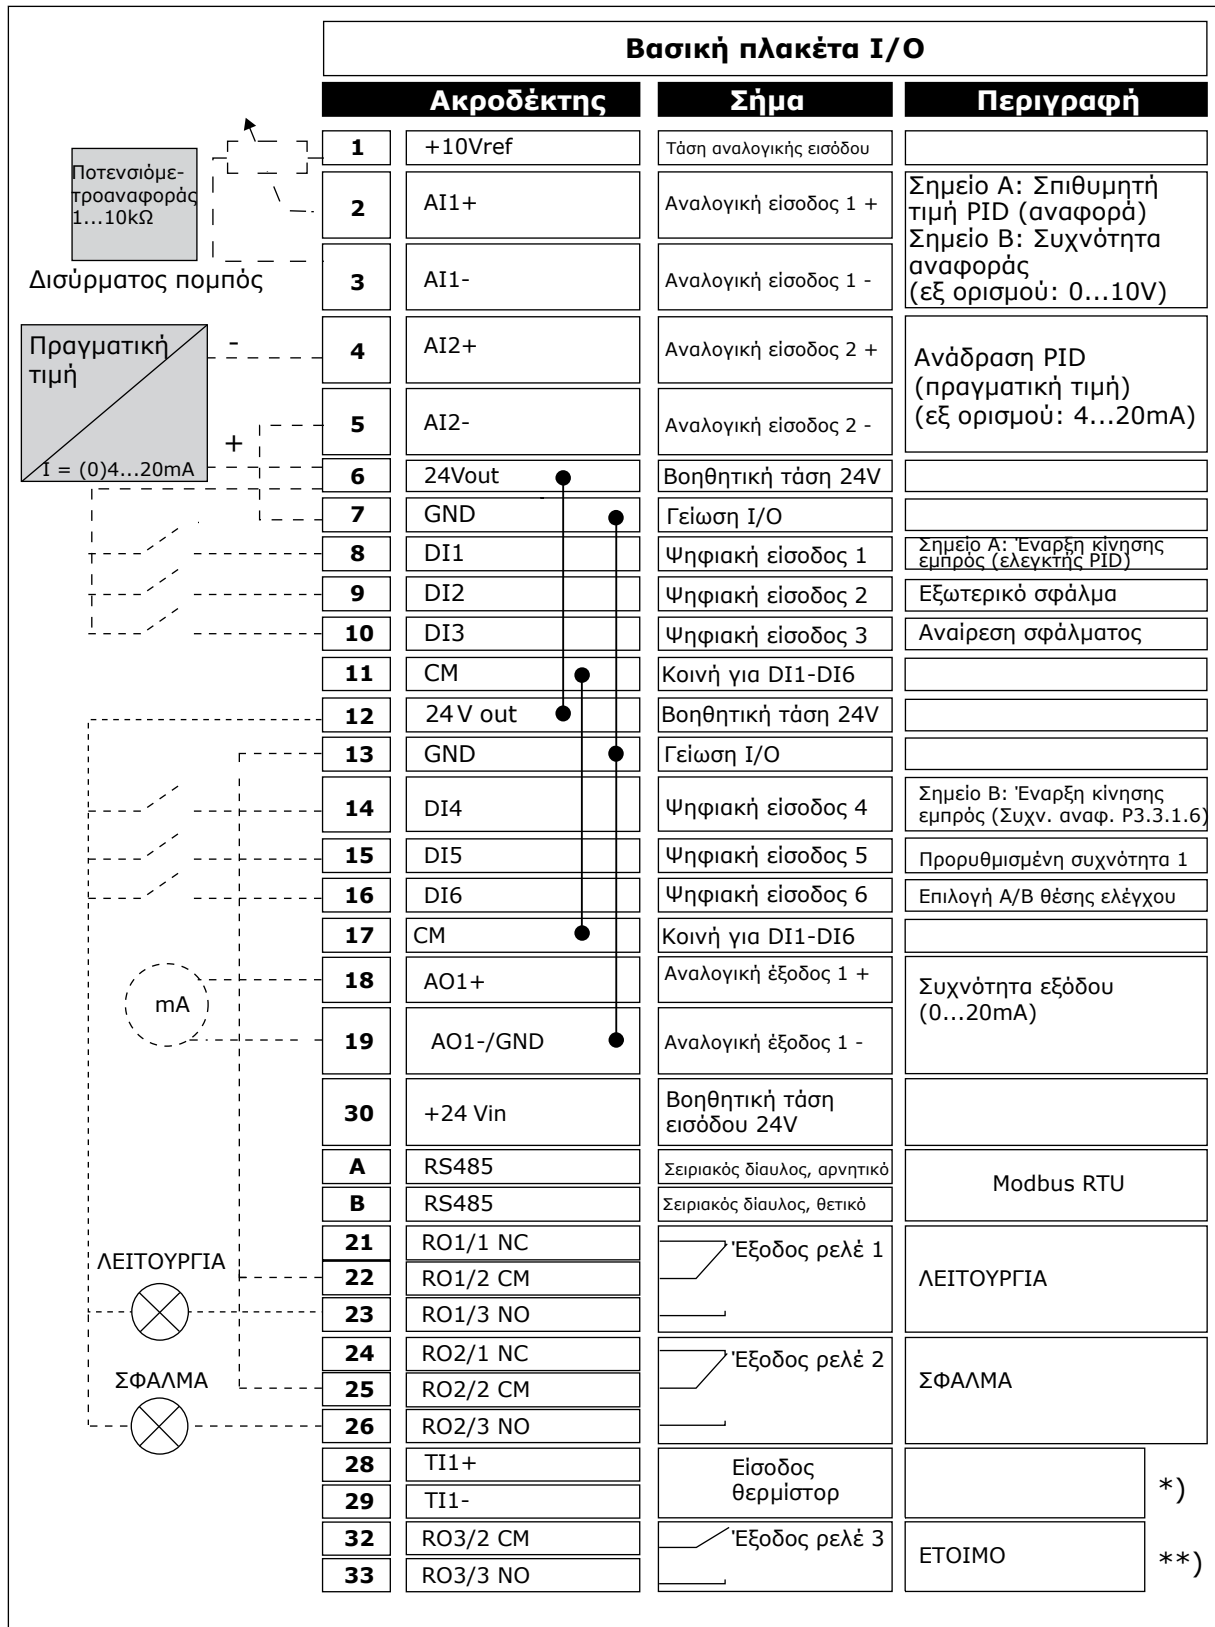 Βασική πλακέτα I/O
Ακροδέκτης Σήμα Περιγραφή
Ποτενσιόμε-
τροαναφοράς
1...10kΩ
Δισύρματος πομπός
Πραγματική
τιμή
-
+
I = (0)4...20mA
1 +10Vref Τάση αναλογικής εισόδου
2 AI1+ Αναλογική είσοδος 1 +
3 AI1- Αναλογική είσοδος 1 -
Σημείο A: Σπιθυμητή
τιμή PID (αναφορά)
Σημείο B: Συχνότητα
αναφοράς
(εξ ορισμού: 0...10V)
4 AI2+ Αναλογική είσοδος 2 +
5 AI2- Αναλογική είσοδος 2 -
Ανάδραση PID
(πραγματική τιμή)
(εξ ορισμού: 4...20mA)
6 24Vout Βοηθητική τάση 24V
7 GND Γείωση I/O
8 DI1 Ψηφιακή είσοδος 1
Σημείο A: Έναρξη κίνησης
εμπρός (ελεγκτής PID)
9 DI2 Ψηφιακή είσοδος 2 Εξωτερικό σφάλμα
10 DI3 Ψηφιακή είσοδος 3 Αναίρεση σφάλματος
11 CM Κοινή για DI1-DI6
12 24V out Βοηθητική τάση 24V
13 GND Γείωση I/O
14 DI4 Ψηφιακή είσοδος 4
Σημείο B: Έναρξη κίνησης
εμπρός (Συχν. αναφ. P3.3.1.6)
15 DI5 Ψηφιακή είσοδος 5 Προρυθμισμένη συχνότητα 1
16 DI6 Ψηφιακή είσοδος 6 Επιλογή A/B θέσης ελέγχου
17 CM Κοινή για DI1-DI6
mA
18 AO1+ Αναλογική έξοδος 1 +
19 AO1-/GND Αναλογική έξοδος 1 -
Συχνότητα εξόδου
(0...20mA)
30 +24 Vin Βοηθητική τάση
εισόδου 24V
A RS485 Σειριακός δίαυλος, αρνητικό
B RS485 Σειριακός δίαυλος, θετικό
Modbus RTU
ΛΕΙΤΟΥΡΓΙΑ
21 RO1/1 NC Έξοδος ρελέ 1
22 RO1/2 CM ΛΕΙΤΟΥΡΓΙΑ
23 RO1/3 NO
ΣΦΑΛΜΑ
24 RO2/1 NC Έξοδος ρελέ 2
25 RO2/2 CM ΣΦΑΛΜΑ
26 RO2/3 NO
28 TI1+ Είσοδος
29 TI1- θερμίστορ *)
32 RO3/2 CM Έξοδος ρελέ 3
33 RO3/3 NO ΕΤΟΙΜΟ **)